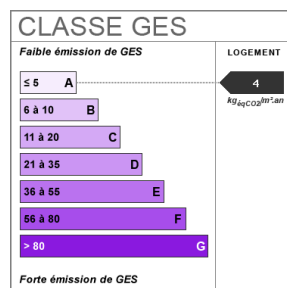 CLASSE GES
Faible émission de GES
LOGEMENT
≤ 5 A
4
kgéqCO2/m².an
6 à 10 B
11 à 20 C
21 à 35 D
36 à 55 E
56 à 80 F
> 80 G
Forte émission de GES